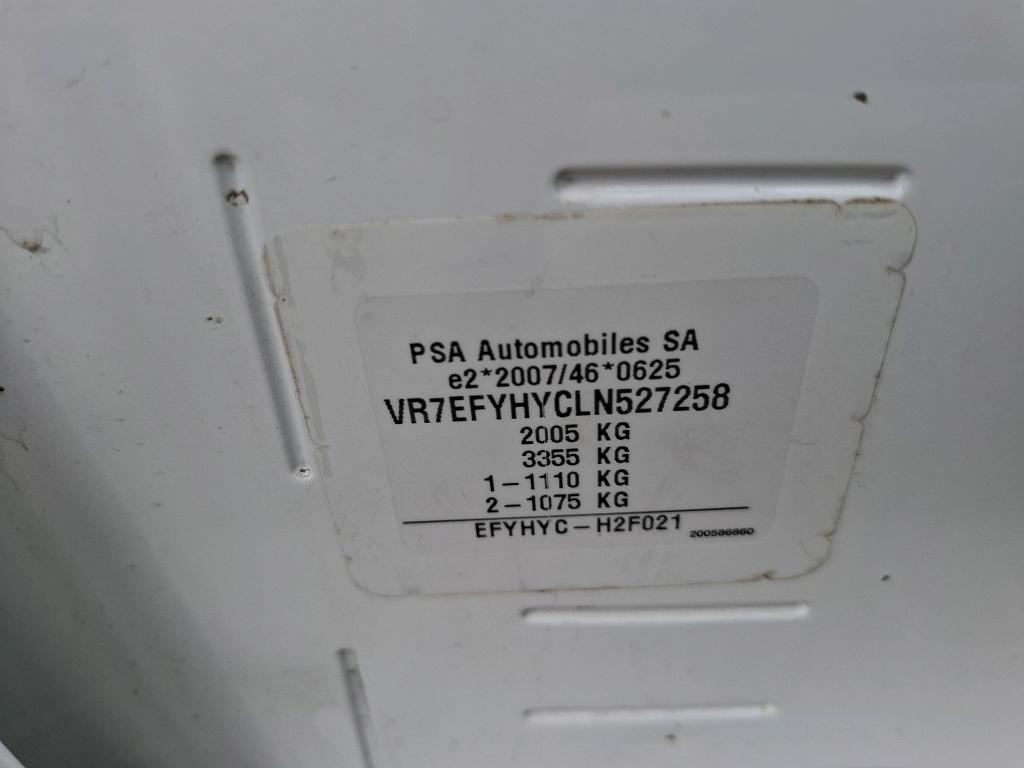 PSA Automobiles SA
e2*2007/46*0625
VR7EFYHYCLN527258
2005 KG
3355 KG
1-1110 KG
2-1075 KG
EFYHYC-H2F021
200586860